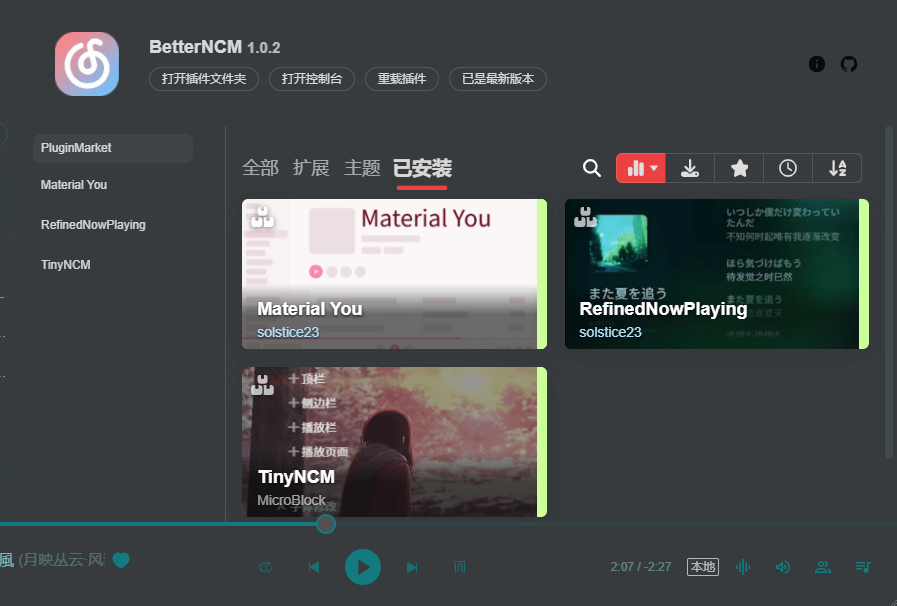 BetterNCM 1.0.2
打开插件文件夹 打开控制台 重载插件 已是最新版本
PluginMarket
Material You
RefinedNowPlaying
TinyNCM
全部 扩展 主题 已安装
Material You
Material You
solstice23
いつしか僕だけ変わってい
たんだ
不知何时起唯有我逐渐改变
ほら気づけばもう
待发觉之时已然
また夏を追う
また夏を追う
RefinedNowPlaying
solstice23
+顶栏
+侧边栏
+播放栏
+播放页面
TinyNCM
MicroBlock
風 (月映丛云·风
词
2:07 / -2:27 本地